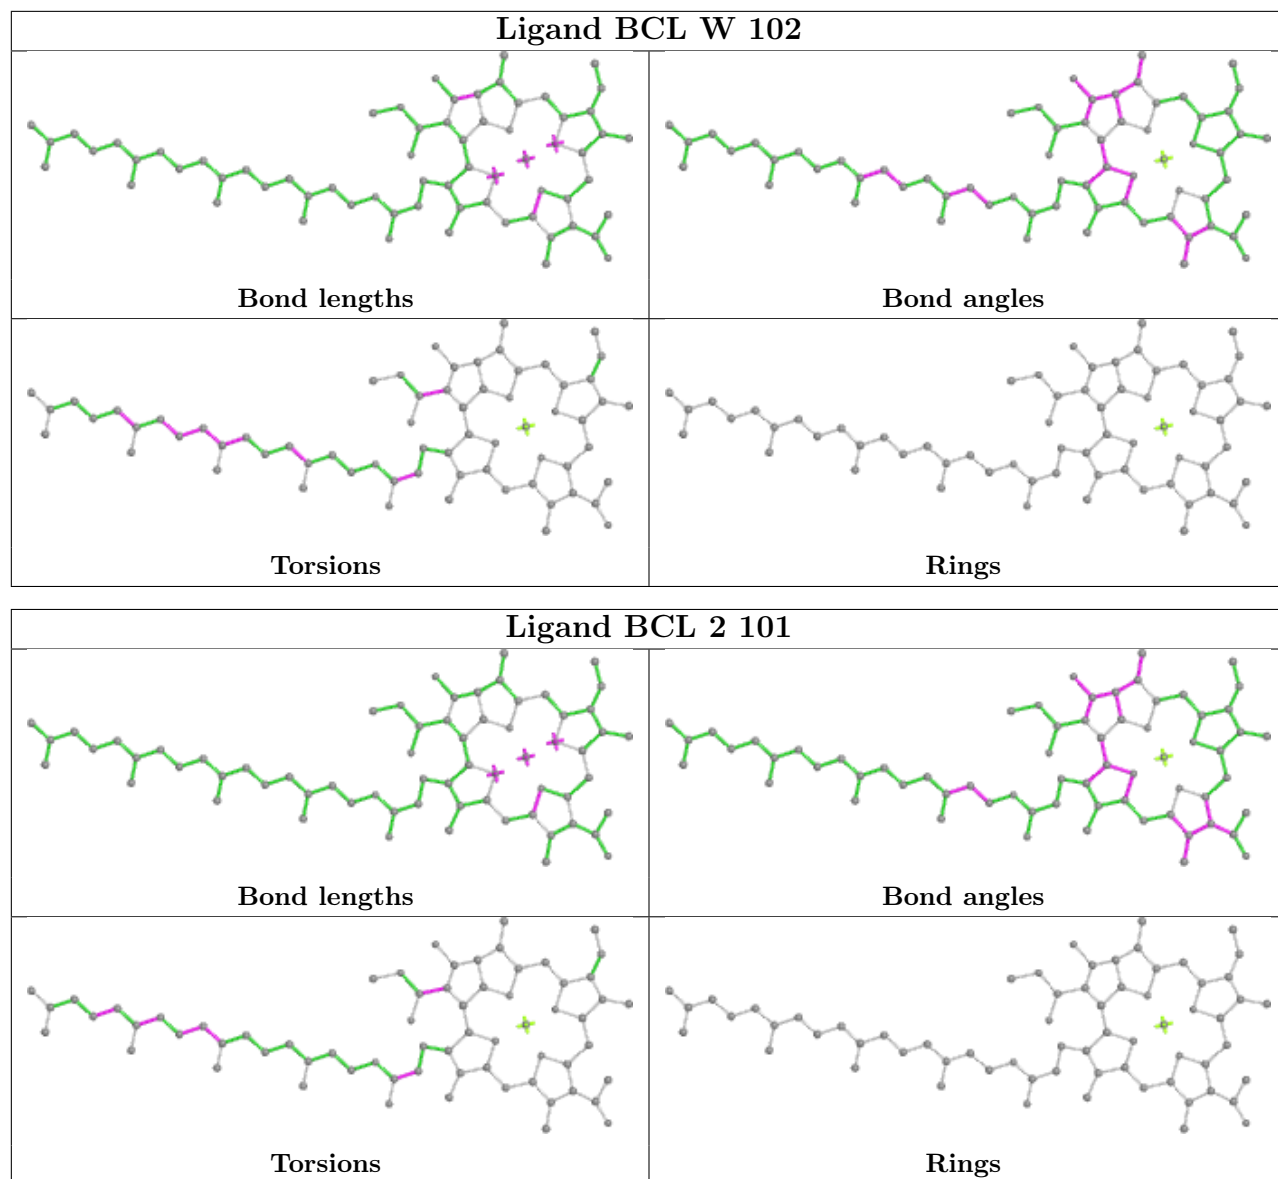 Ligand BCL W 102
Bond lengths
Bond angles
Torsions
Rings
Ligand BCL 2 101
Bond lengths
Bond angles
Torsions
Rings